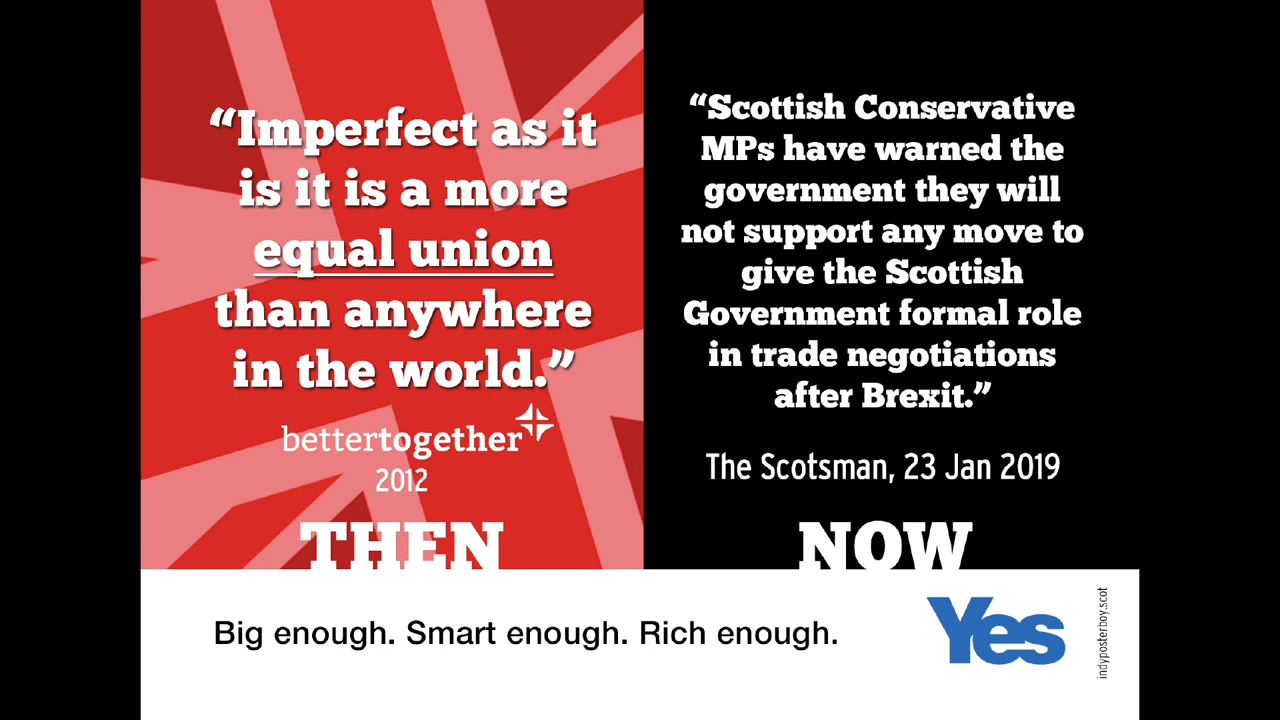 “Imperfect as it
is it is a more
equal union
than anywhere
in the world.”
bettertogether
2012
THEN
“Scottish Conservative
MPs have warned the
government they will
not support any move to
give the Scottish
Government formal role
in trade negotiations
after Brexit.”
The Scotsman, 23 Jan 2019
NOW
Big enough. Smart enough. Rich enough.
Yes
indyposterboy.scot